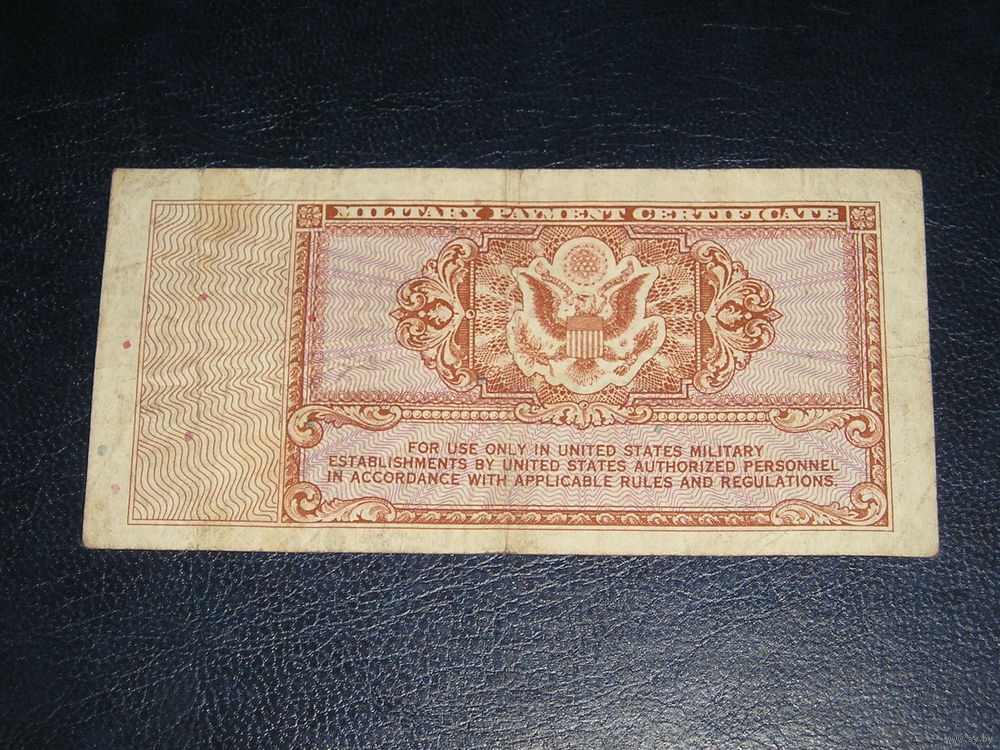 MILITARY PAYMENT CERTIFICATE
FOR USE ONLY IN UNITED STATES MILITARY
ESTABLISHMENTS BY UNITED STATES AUTHORIZED PERSONNEL
IN ACCORDANCE WITH APPLICABLE RULES AND REGULATIONS.